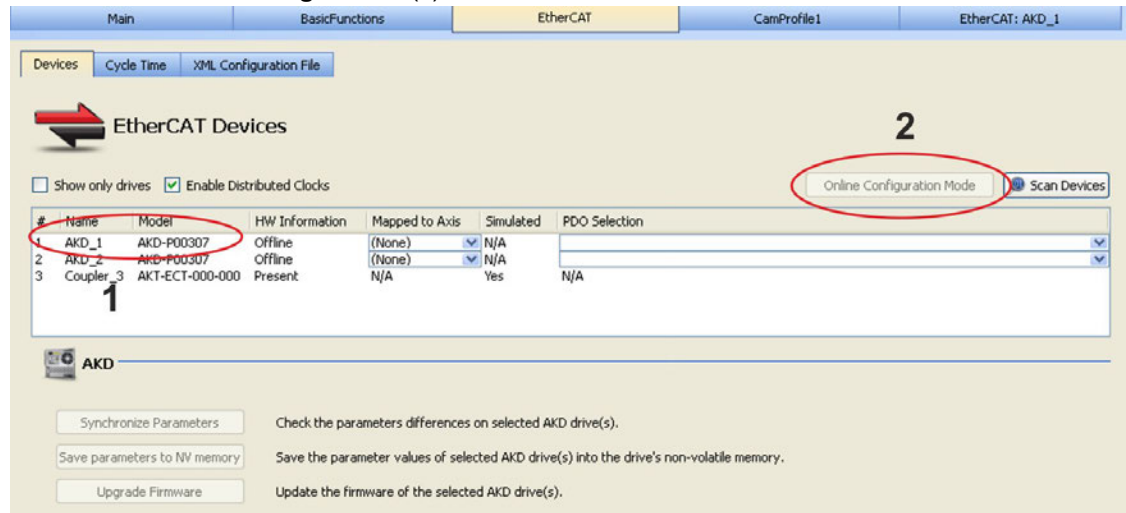 Main BasicFunctions EtherCAT CamProfile1 EtherCAT: AKD_1
Devices Cycle Time XML Configuration File
EtherCAT Devices
2
Show only drives Enable Distributed Clocks Online Configuration Mode Scan Devices
# Name Model HW Information Mapped to Axis Simulated PDO Selection
1 AKD_1 AKD-P00307 Offline (None) N/A
2 AKD_2 AKD-P00307 Offline (None) N/A
3 Coupler_3 AKT-ECT-000-000 Present N/A Yes N/A
1
AKD
Synchronize Parameters Check the parameters differences on selected AKD drive(s).
Save parameters to NV memory Save the parameter values of selected AKD drive(s) into the drive's non-volatile memory.
Upgrade Firmware Update the firmware of the selected AKD drive(s).